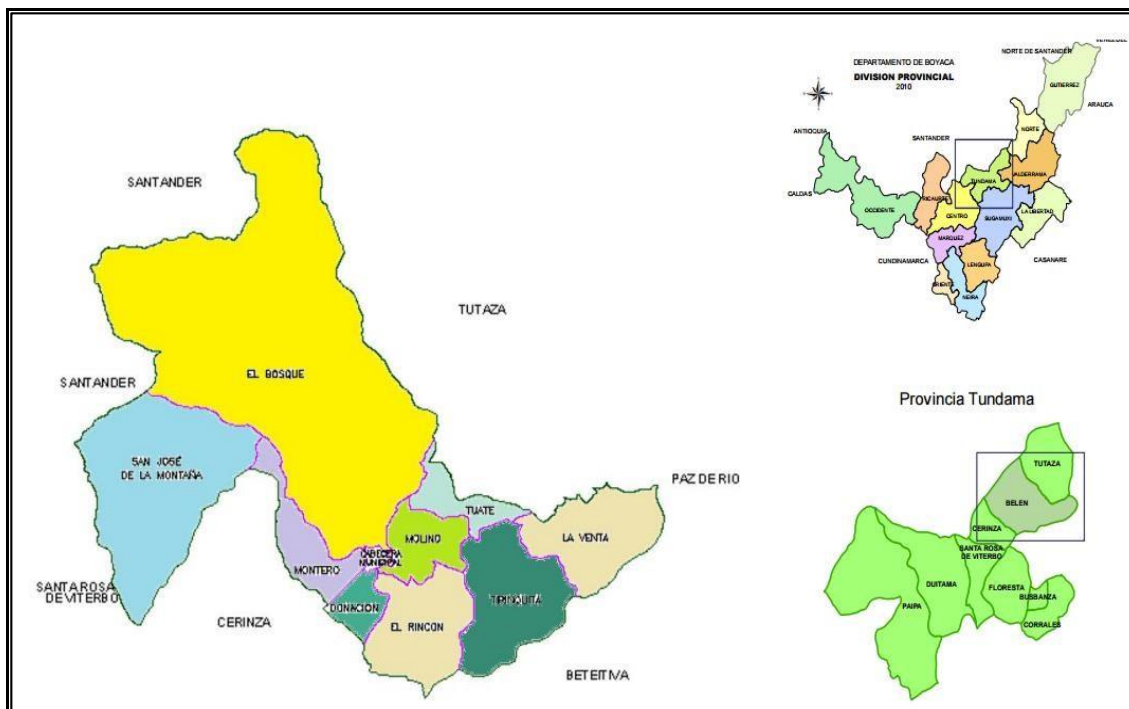 SANTANDER
TUTAZA
EL BOSQUE
SANTANDER
SAN JOSÉ
DE LA MONTAÑA
PAZ DE RIO
TUATE
MOLINO
LA VENTA
CABECERA
MUNICIPAL
MONTERO
SANTA ROSA
DE VITERBO
DONACION
CERINZA
EL RINCON
BETEITIVA
DEPARTAMENTO DE BOYACA
DIVISION PROVINCIAL
2010
NORTE DE SANTANDER
GUTIERREZ
ARAUCA
ANTIOQUIA
SANTANDER
NORTE
VALDERRAMA
TUNDAMA
CALDAS
OCCIDENTE
RICAURTE
CENTRO
SUGAMUXI
LA LIBERTAD
MARQUEZ
CUNDINAMARCA
LENGUPA
CASANARE
ORIENTE
NEIRA
Provincia Tundama
TUTAZA
BELEN
CERINZA
SANTA ROSA
DE VITERBO
DUITAMA
FLORESTA
BUSBANZA
PAIPA
CORRALES